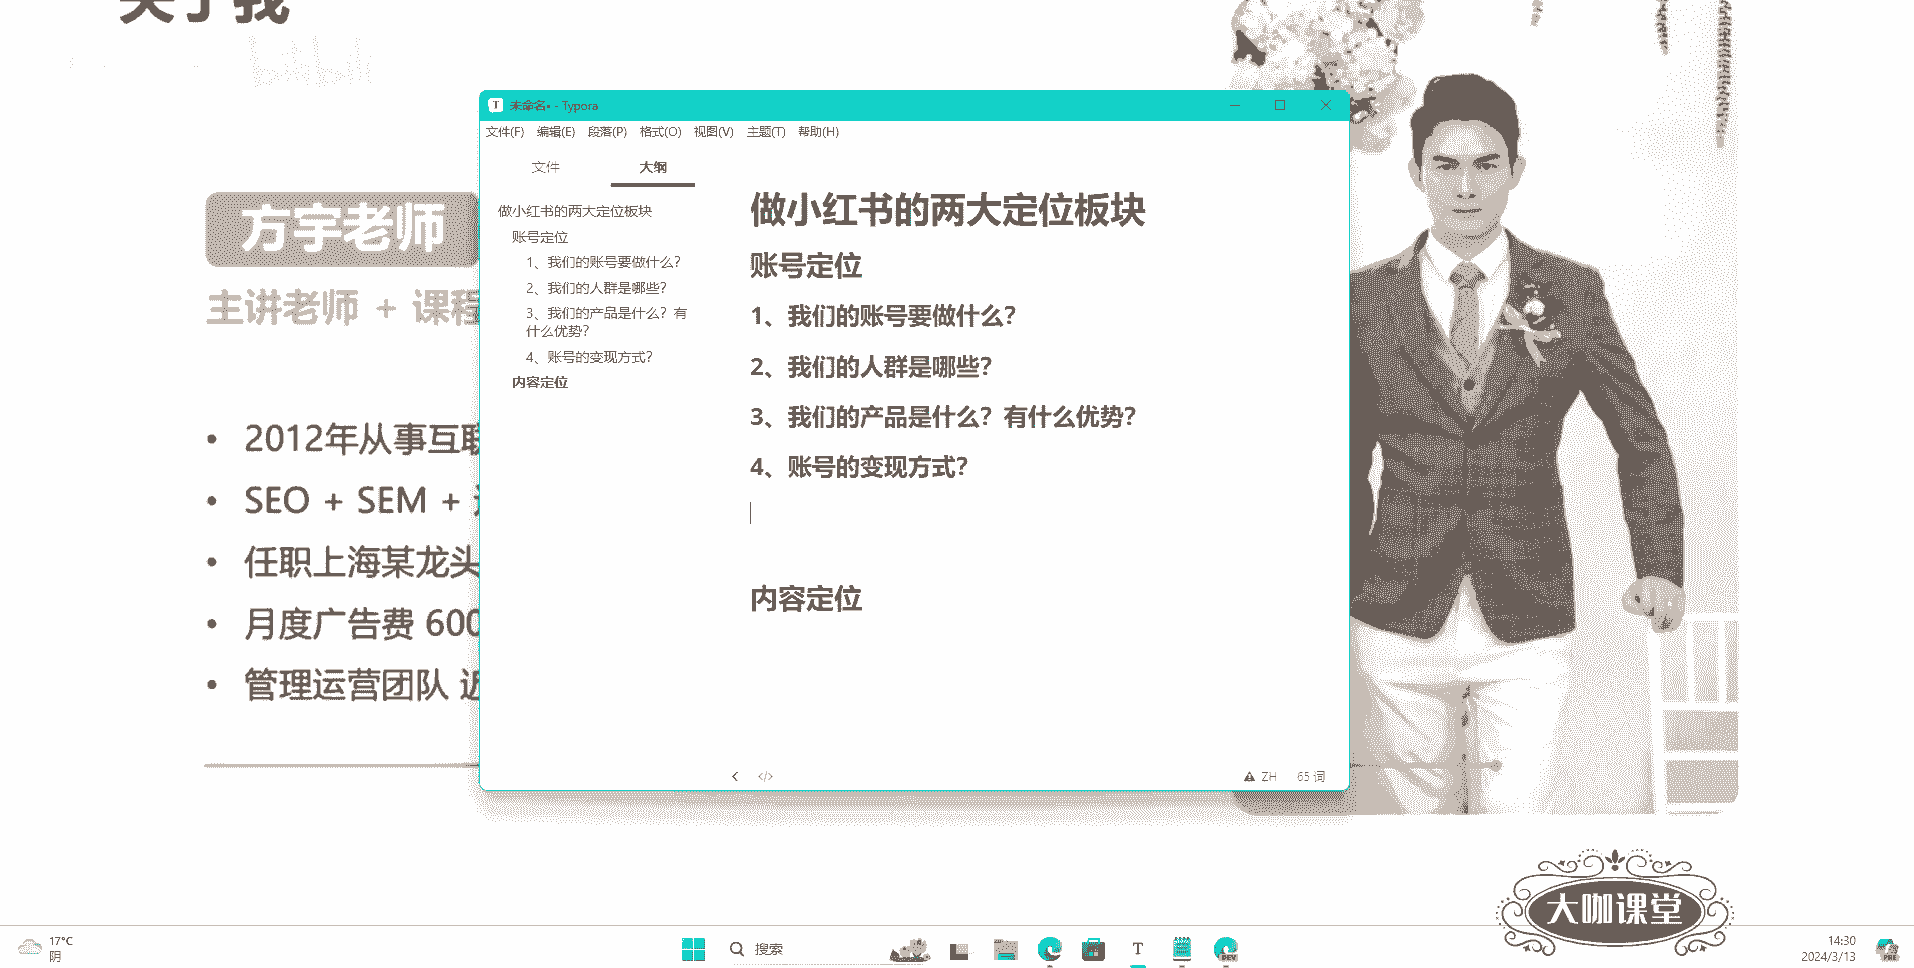 关于我
bilibili
未命名• - Typora
文件(F) 编辑(E) 段落(P) 格式(O) 视图(V) 主题(T) 帮助(H)
文件 大纲
做小红书的两大定位板块
账号定位
1、我们的账号要做什么？
2、我们的人群是哪些？
3、我们的产品是什么？有
什么优势？
4、账号的变现方式？
内容定位
做小红书的两大定位板块
账号定位
1、我们的账号要做什么？
2、我们的人群是哪些？
3、我们的产品是什么？有什么优势？
4、账号的变现方式？
内容定位
ZH 65 词
方宇老师
主讲老师 + 课程
• 2012年从事互联
• SEO + SEM +
• 任职上海某龙头
• 月度广告费 600
• 管理运营团队 近
大咖课堂
17°C
阴
搜索
T
DEV
14:30
2024/3/13
PRE